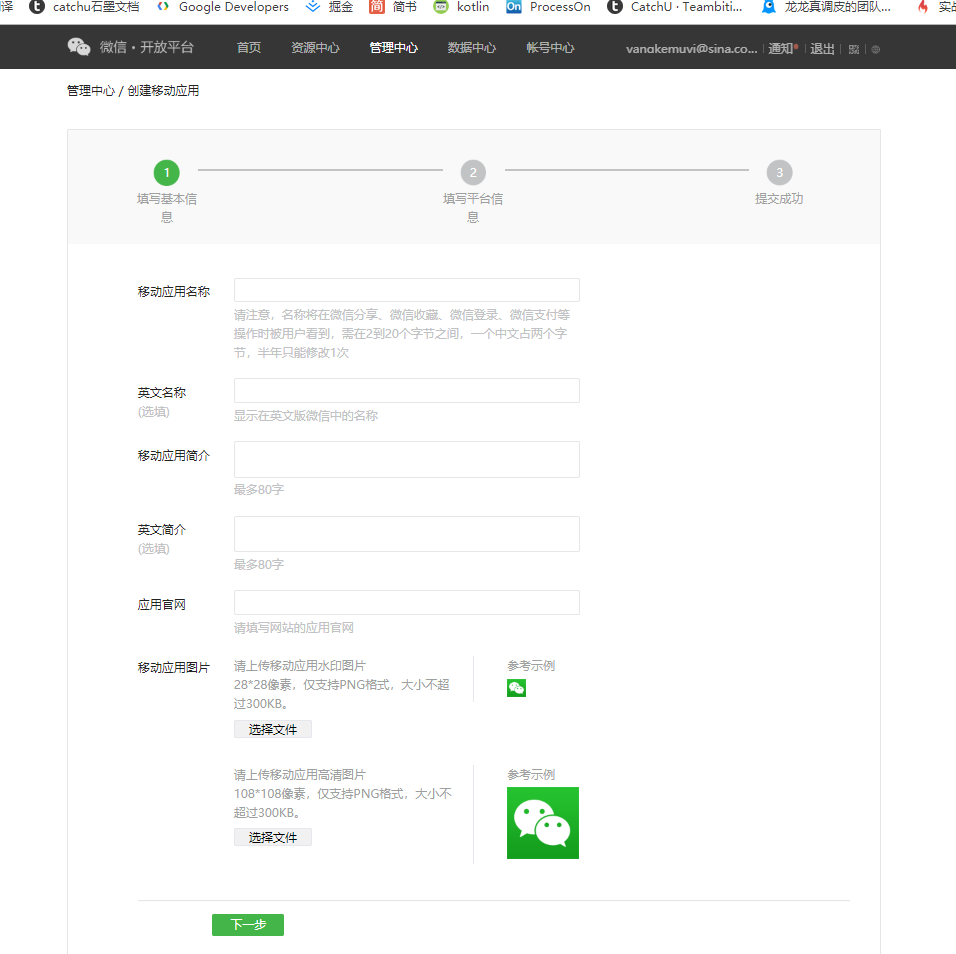 译 catchu石墨文档 Google Developers 掘金 简 简书 kotlin On ProcessOn CatchU · Teambiti... 龙龙真调皮的团队... 实战
微信 · 开放平台 首页 资源中心 管理中心 数据中心 帐号中心 vanqkemuvi@sina.co... 通知 退出
管理中心 / 创建移动应用
1 2 3
填写基本信 填写平台信 提交成功
息 息
移动应用名称
请注意，名称将在微信分享、微信收藏、微信登录、微信支付等
操作时被用户看到，需在2到20个字节之间，一个中文占两个字
节，半年只能修改1次
英文名称
(选填)
显示在英文版微信中的名称
移动应用简介
最多80字
英文简介
(选填)
最多80字
应用官网
请填写网站的应用官网
移动应用图片
请上传移动应用水印图片
28*28像素，仅支持PNG格式，大小不超
过300KB。
选择文件
参考示例
请上传移动应用高清图片
108*108像素，仅支持PNG格式，大小不
超过300KB。
选择文件
参考示例
下一步